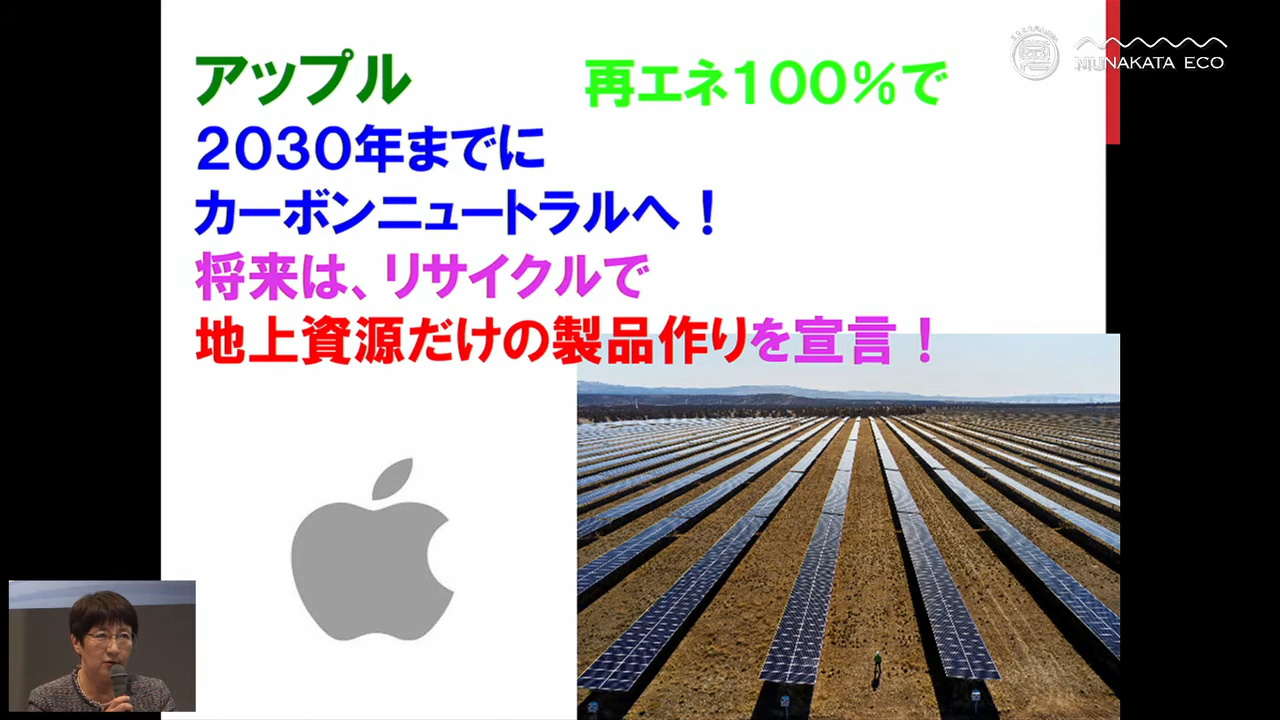 アップル 再エネ100%で
2030年までに
カーボンニュートラルへ！
将来は、リサイクルで
地上資源だけの製品作りを宣言！
MUNAKATA ECO